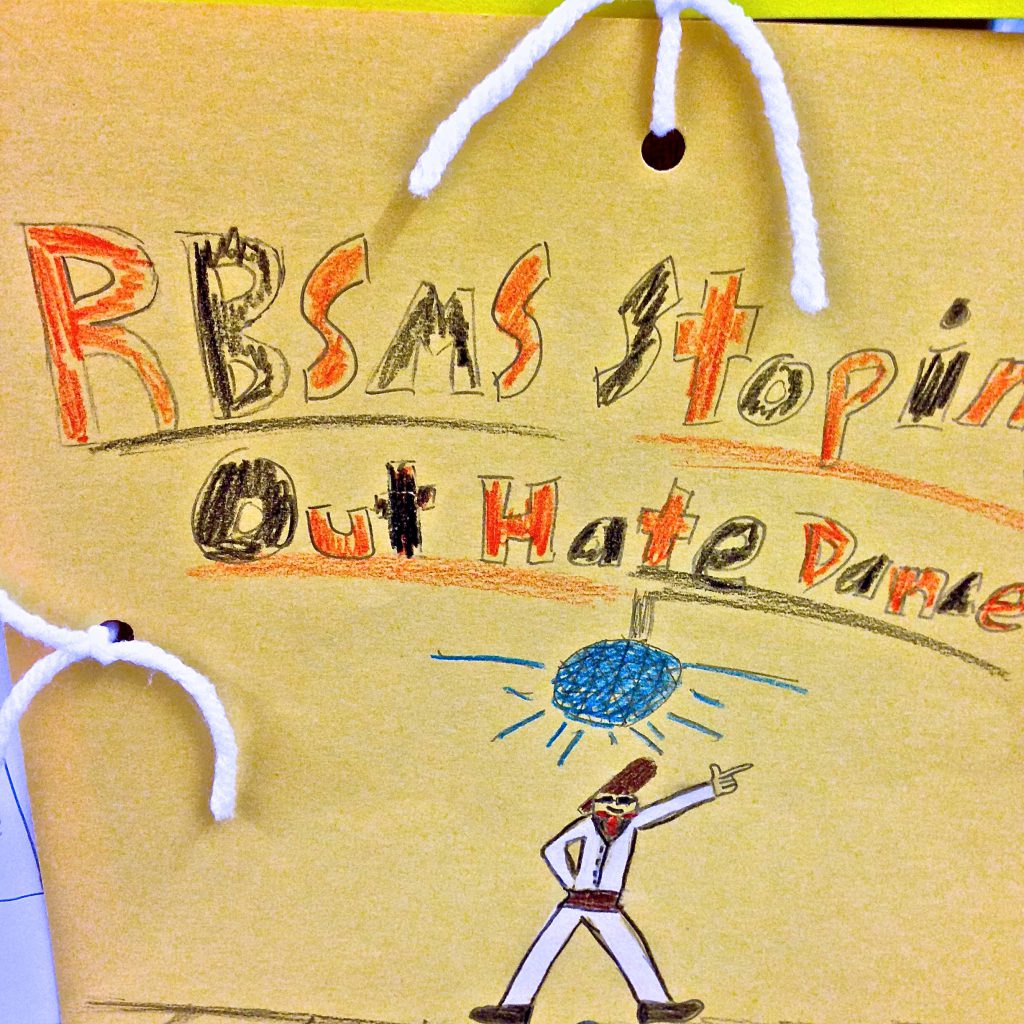 RBSMS Stopin
Out Hate Dance